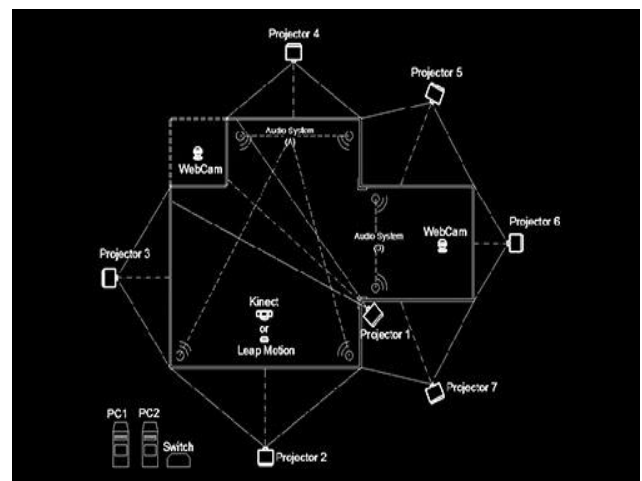 Projector 4
Projector 5
Audio System
(A)
WebCam
Projector 6
WebCam
Audio System
Projector 3
Kinect
or
Leap Motion
Projector 1
Projector 7
PC1 PC2
Switch
Projector 2